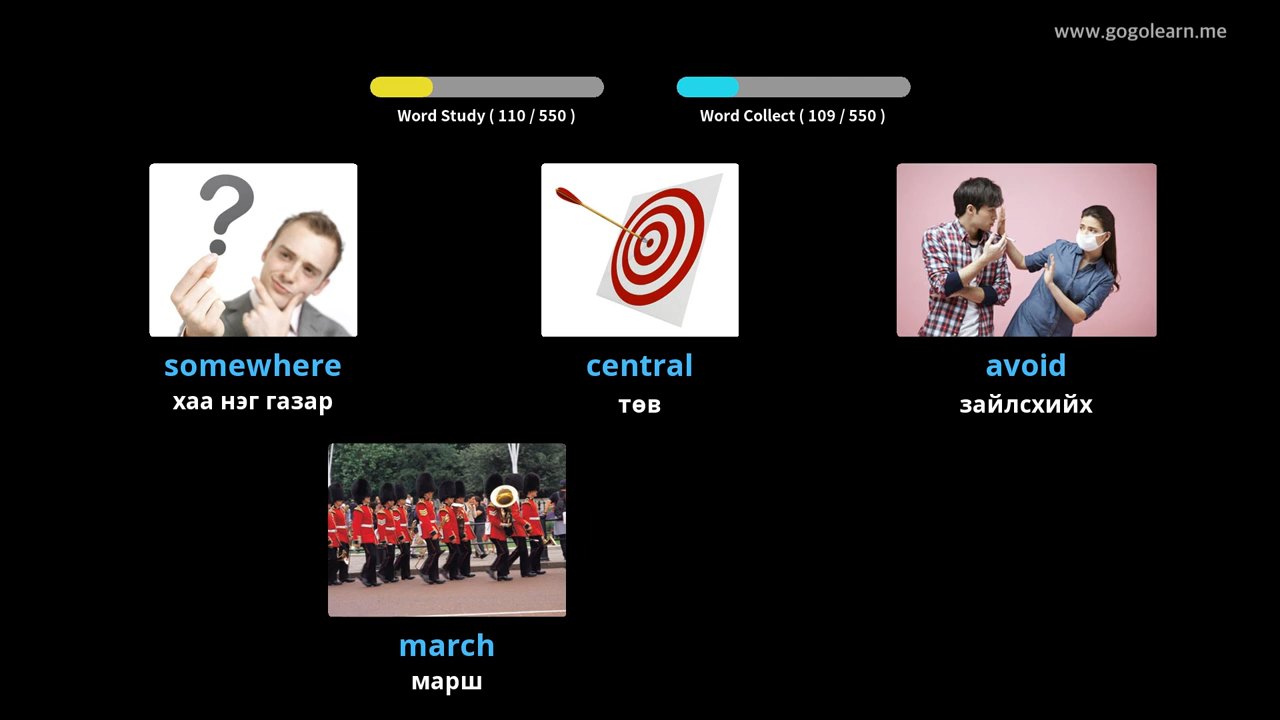 www.gogolearn.me
Word Study ( 110 / 550 )
Word Collect ( 109 / 550 )
somewhere
хаа нэг газар
central
төв
avoid
зайлсхийх
march
марш